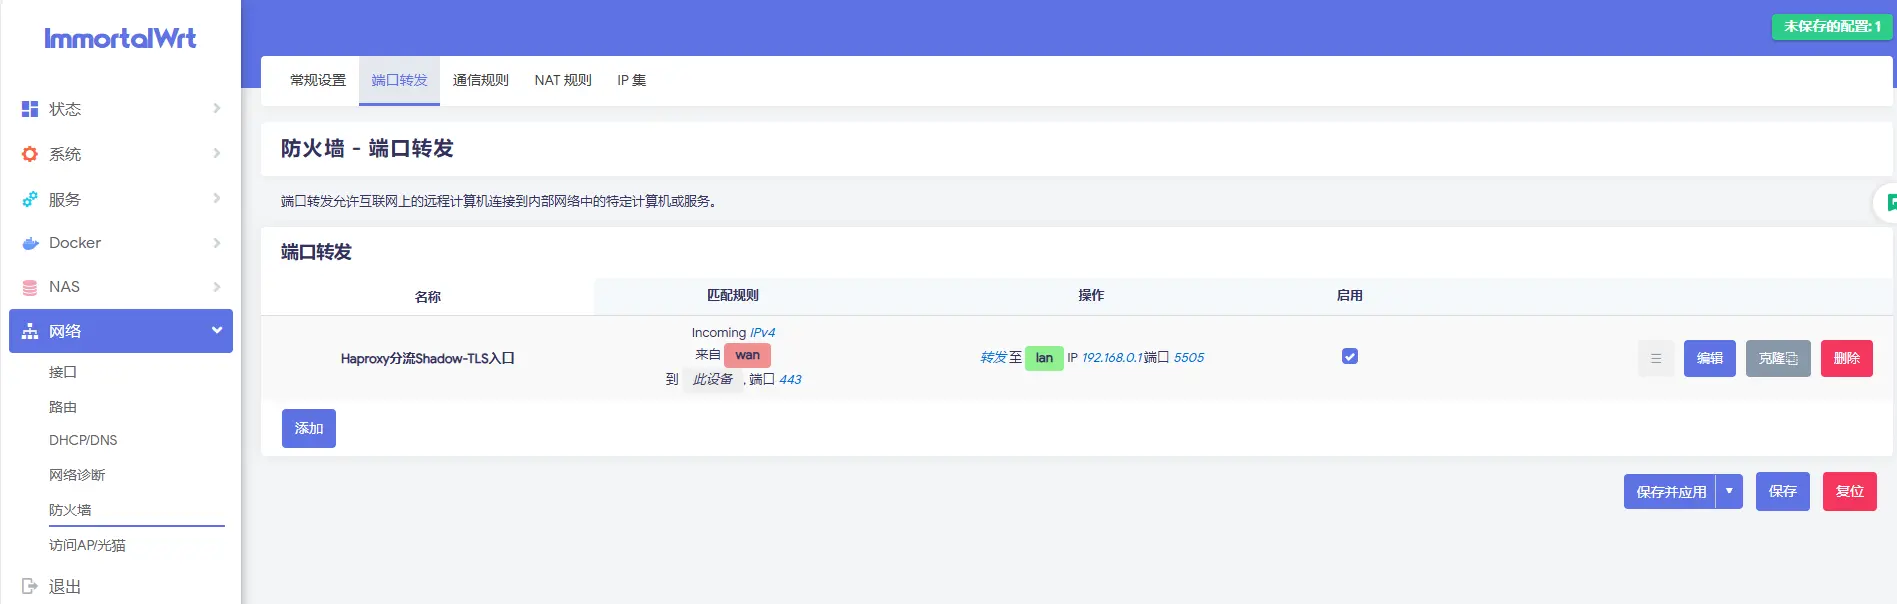 ImmortalWrt
未保存的配置: 1
常规设置 端口转发 通信规则 NAT 规则 IP 集
状态
系统
服务
Docker
NAS
网络
接口
路由
DHCP/DNS
网络诊断
防火墙
访问AP/光猫
退出
防火墙 - 端口转发
端口转发允许互联网上的远程计算机连接到内部网络中的特定计算机或服务。
端口转发
名称 匹配规则 操作 启用
Haproxy分流Shadow-TLS入口
Incoming IPv4
来自 wan
到 此设备 , 端口 443
转发 至 lan IP 192.168.0.1 端口 5505
编辑 克隆 删除
添加
保存并应用 保存 复位